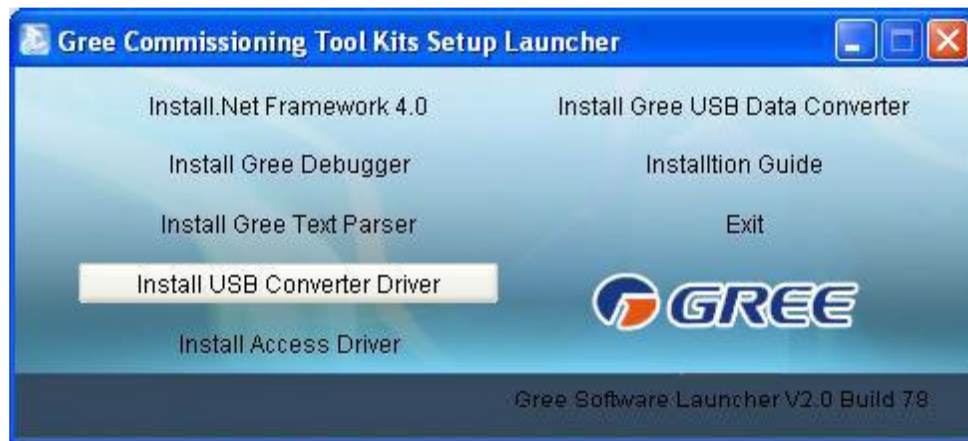 Gree Commissioning Tool Kits Setup Launcher
Install.Net Framework 4.0
Install Gree USB Data Converter
Install Gree Debugger
Installtion Guide
Install Gree Text Parser
Exit
Install USB Converter Driver
GREE
Install Access Driver
Gree Software Launcher V2.0 Build 78